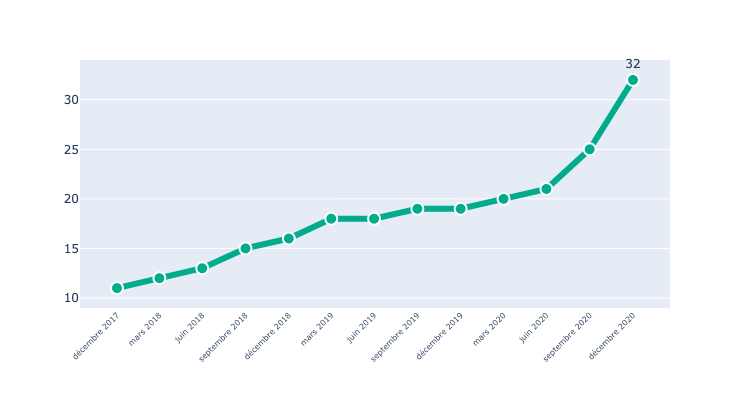 32
30
25
20
15
10
décembre 2017
mars 2018
juin 2018
septembre 2018
décembre 2018
mars 2019
juin 2019
septembre 2019
décembre 2019
mars 2020
juin 2020
septembre 2020
décembre 2020